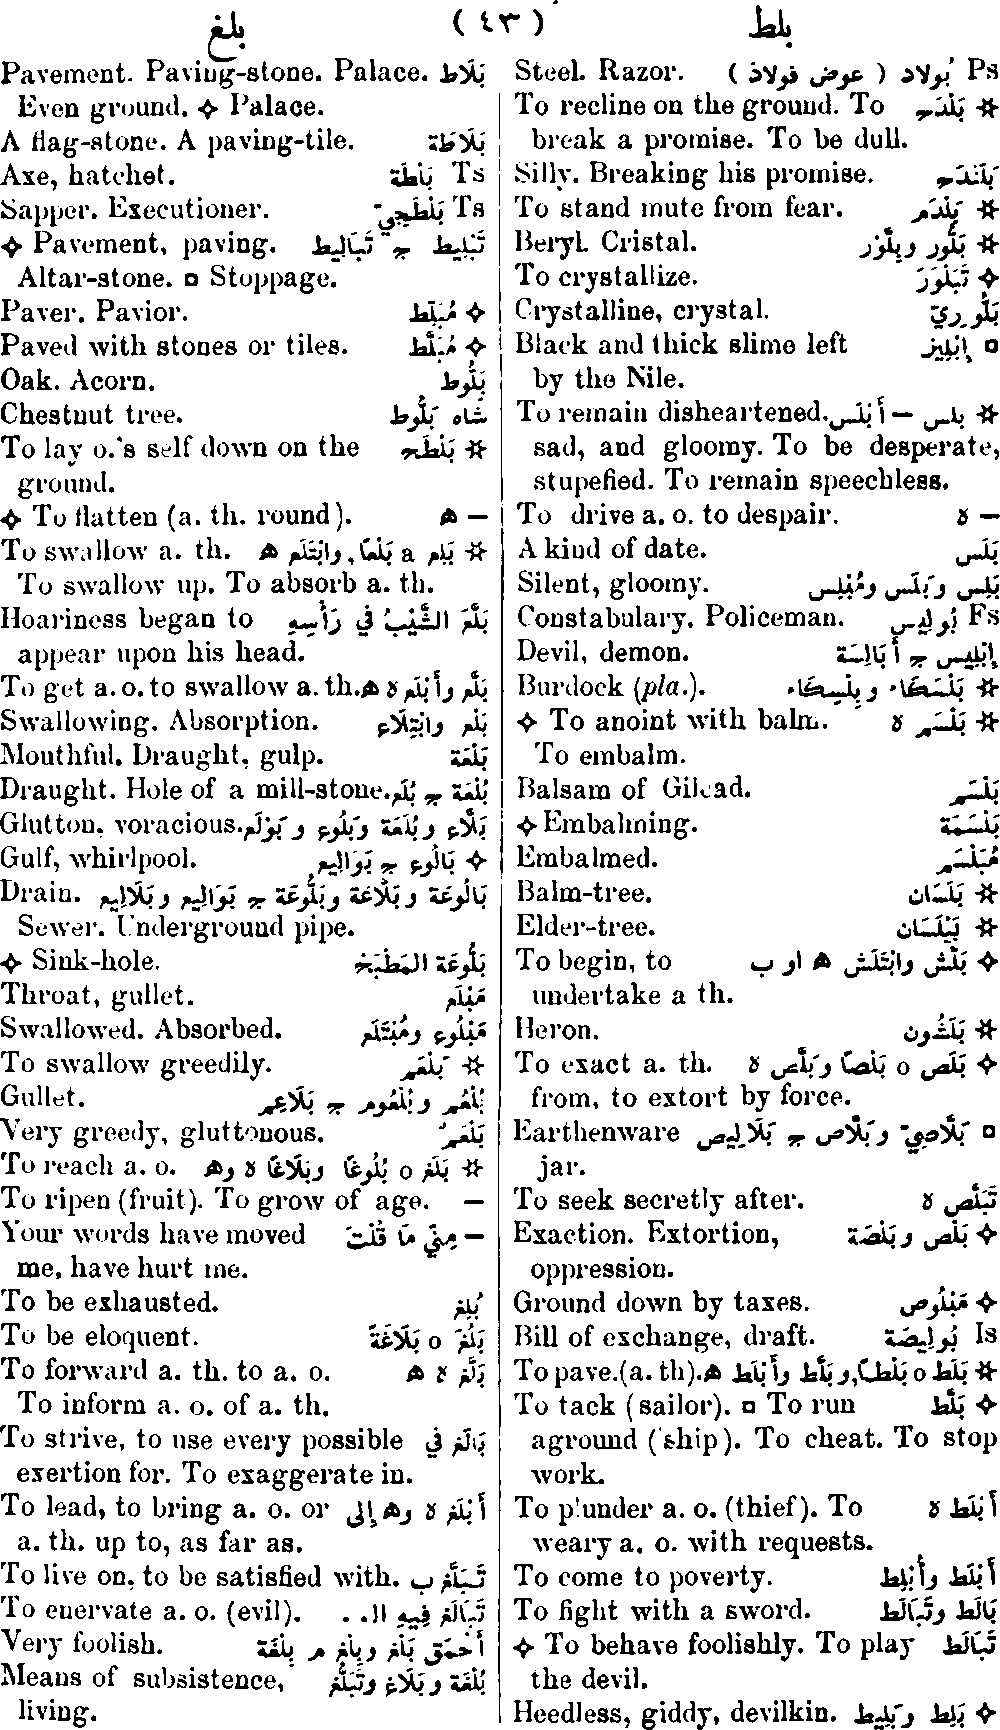 بلط ( ٤٣ ) بلغ
Ps بُولاد ( عوض فولاذ ) Steel. Razor.
✲ بَلْدَح To recline on the ground. To
break a promise. To be dull.
بَلَنْدَح Silly. Breaking his promise.
✲ بَلْدَم To stand mute from fear.
✲ بَلُّور وبِلَّوْر Beryl. Cristal.
✧ تَبَلْوَرَ To crystallize.
بَلُّورِيّ Crystalline, crystal.
▫ إِبْلِيز Black and thick slime left
by the Nile.
✲ بلس – أَبْلَس To remain disheartened.
sad, and gloomy. To be desperate,
stupefied. To remain speechless.
– ه To drive a. o. to despair.
بَلَس A kind of date.
بَلِس وبَلَس ومُبْلِس Silent, gloomy.
Fs بُولِيس Constabulary. Policeman.
إِبْلِيس ج أَبَالِسَة Devil, demon.
✲ بَلْسَكَاء وبِلْسِكَاء Burdock (pla.).
✲ بَلْسَم ه ✧ To anoint with balm.
To embalm.
بَلْسَم Balsam of Gilead.
بَلْسَمَة ✧ Embalming.
مُبَلْسَم Embalmed.
✲ بَلَسَان Balm-tree.
✲ بَيْلَسَان Elder-tree.
✧ بَلَّش وابْتَلَش ه او ب To begin, to
undertake a th.
✲ بَلَشُون Heron.
✧ بَلَص o بَلْصًا وبَلَّص ه To exact a. th.
from, to extort by force.
▫ بَلَّاصِيّ وبَلَّاص ج بَلَالِيص Earthenware
jar.
تَبَلَّص ه To seek secretly after.
✧ بَلْص وبَلْصَة Exaction. Extortion,
oppression.
✧ مَبْلُوص Ground down by taxes.
Is بُولِيصَة Bill of exchange, draft.
✲ بَلَط o بَلْطًا, وبَلَّط وأَبْلَط ه To pave.(a. th).
✧ بَلَّط To tack (sailor). ▫ To run
aground (ship). To cheat. To stop
work.
أَبْلَط ه To plunder a. o. (thief). To
weary a. o. with requests.
أَبْلَط وأُبْلِط To come to poverty.
بَالَط وتَبَالَط To fight with a sword.
تَبَالَط ✧ To behave foolishly. To play
the devil.
✧ بَلِط وبَلِيط Heedless, giddy, devilkin.
بَلَاط Pavement. Paving-stone. Palace.
Even ground. ✧ Palace.
بَلَاطَة A flag-stone. A paving-tile.
Ts بَلْطَة Axe, hatchet.
Ts بَلْطَجِيّ Sapper. Executioner.
تَبْلِيط ج تَبَالِيط ✧ Pavement, paving.
Altar-stone. ▫ Stoppage.
✧ مُبَلِّط Paver. Pavior.
✧ مُبَلَّط Paved with stones or tiles.
بَلُّوط Oak. Acorn.
شاه بَلُّوط Chestnut tree.
✲ بَلْطَح To lay o.'s self down on the
ground.
– ه ✧ To flatten (a. th. round).
✲ بَلِع a بَلْعًا, وابْتَلَع ه To swallow a. th.
To swallow up. To absorb a. th.
بَلَّعَ الشَّيْبُ في رَأْسِهِ Hoariness began to
appear upon his head.
بَلَّع وأَبْلَع ه ه To get a. o. to swallow a. th.
بَلْع وابْتِلَاع Swallowing. Absorption.
بَلْعَة Mouthful. Draught, gulp.
بُلْعَة ج بُلَع Draught. Hole of a mill-stone.
بَلَّاع وبُلَعَة وبَلُوع وبَوْلَع Glutton, voracious.
✧ بَالُوع ج بَوَالِيع Gulf, whirlpool.
بَالُوعَة وبَلَّاعَة وبَلُّوعَة ج بَوَالِيع وبَلَالِيع Drain.
Sewer. Underground pipe.
بَلُّوعَة المَطْبَخ ✧ Sink-hole.
مَبْلَع Throat, gullet.
مَبْلُوع ومُبْتَلَع Swallowed. Absorbed.
✲ بَلْعَم To swallow greedily.
بُلْعُم وبُلْعُوم ج بَلَاعِم Gullet.
بَلْعَم Very greedy, gluttonous.
✲ بَلَغ o بُلُوغًا وبَلَاغًا ه وه To reach a. o.
– To ripen (fruit). To grow of age.
– مِنِّي مَا قُلْتَ Your words have moved
me, have hurt me.
بُلِغ To be exhausted.
بَلُغَ o بَلَاغَةً To be eloquent.
بَلَّغ ه ه To forward a. th. to a. o.
To inform a. o. of a. th.
بَالَغ في To strive, to use every possible
exertion for. To exaggerate in.
أَبْلَغ ه وه إِلى To lead, to bring a. o. or
a. th. up to, as far as.
تَبَلَّغ ب To live on, to be satisfied with.
تَبَالَغ فِيهِ ال.. To enervate a. o. (evil).
أَحْمَق بَلْغ وبِلْغ م بِلْغَة Very foolish.
بُلْغَة وبَلَاغ وتَبَلُّغ Means of subsistence,
living.